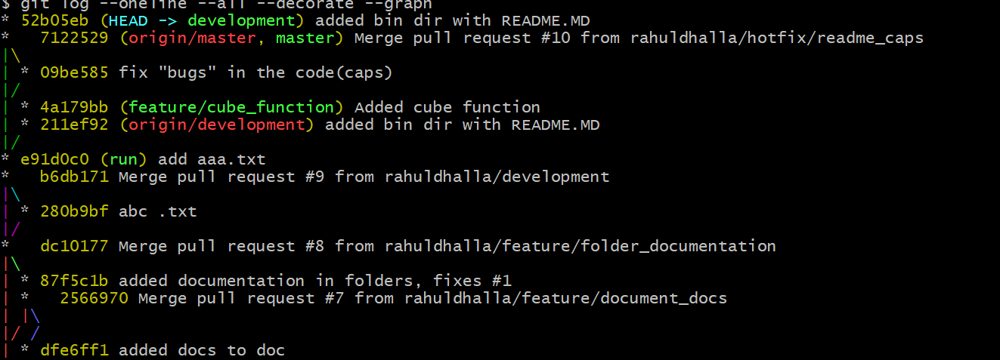 $ git log --oneline --all --decorate --graph
* 52b05eb (HEAD -> development) added bin dir with README.MD
*   7122529 (origin/master, master) Merge pull request #10 from rahuldhalla/hotfix/readme_caps
|\
| * 09be585 fix "bugs" in the code(caps)
|/
| * 4a179bb (feature/cube_function) Added cube function
| * 211ef92 (origin/development) added bin dir with README.MD
|/
* e91d0c0 (run) add aaa.txt
*   b6db171 Merge pull request #9 from rahuldhalla/development
|\
| * 280b9bf abc .txt
|/
*   dc10177 Merge pull request #8 from rahuldhalla/feature/folder_documentation
|\
| * 87f5c1b added documentation in folders, fixes #1
| *   2566970 Merge pull request #7 from rahuldhalla/feature/document_docs
| |\
|/ /
| * dfe6ff1 added docs to doc